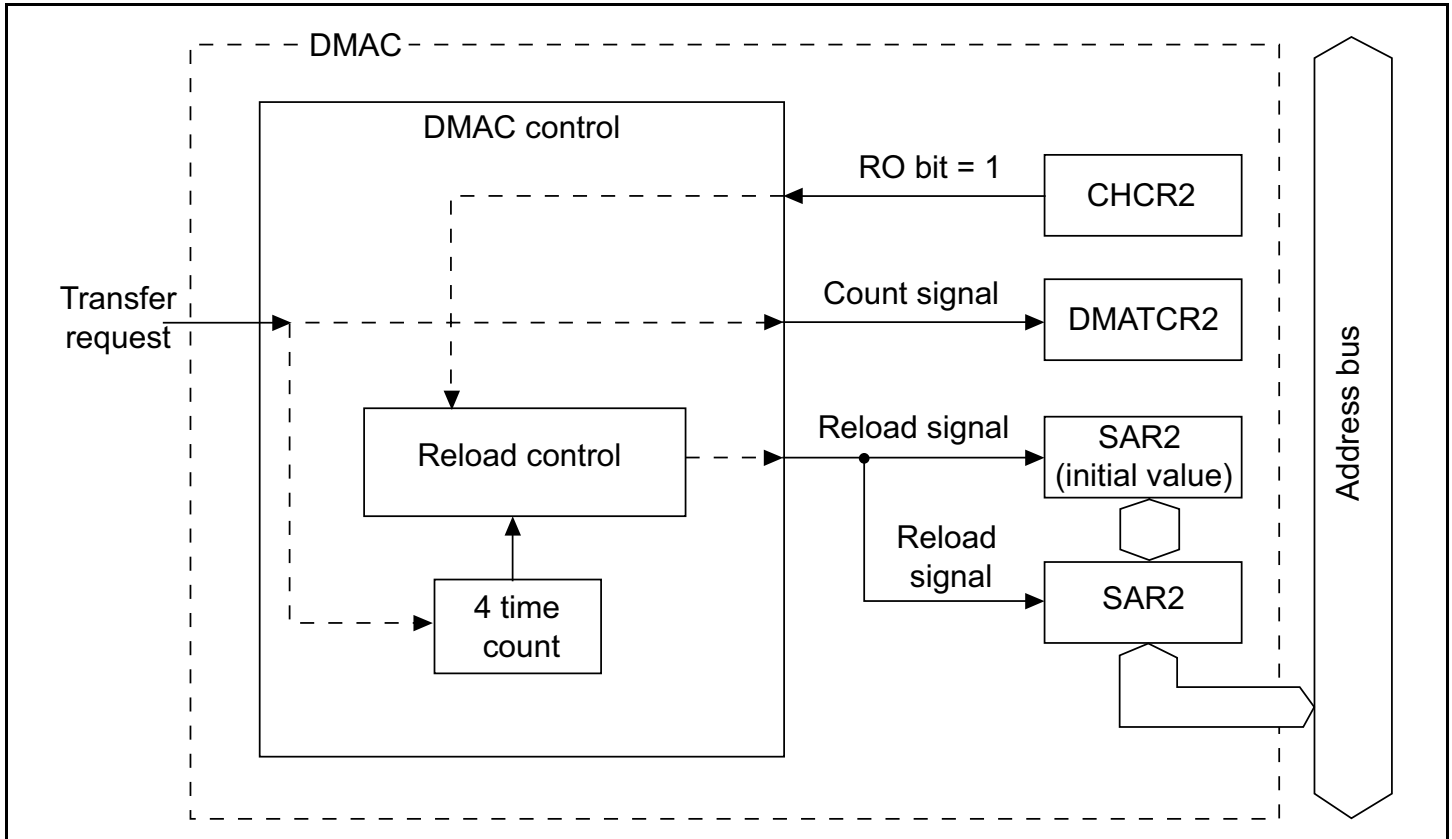 DMAC
DMAC control
RO bit = 1
CHCR2
Transfer
request
Count signal
DMATCR2
Reload control
Reload signal
SAR2
(initial value)
Reload
signal
SAR2
4 time
count
Address bus